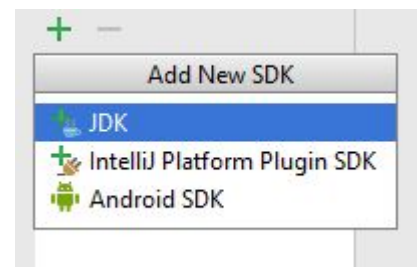 Add New SDK
JDK
IntelliJ Platform Plugin SDK
Android SDK